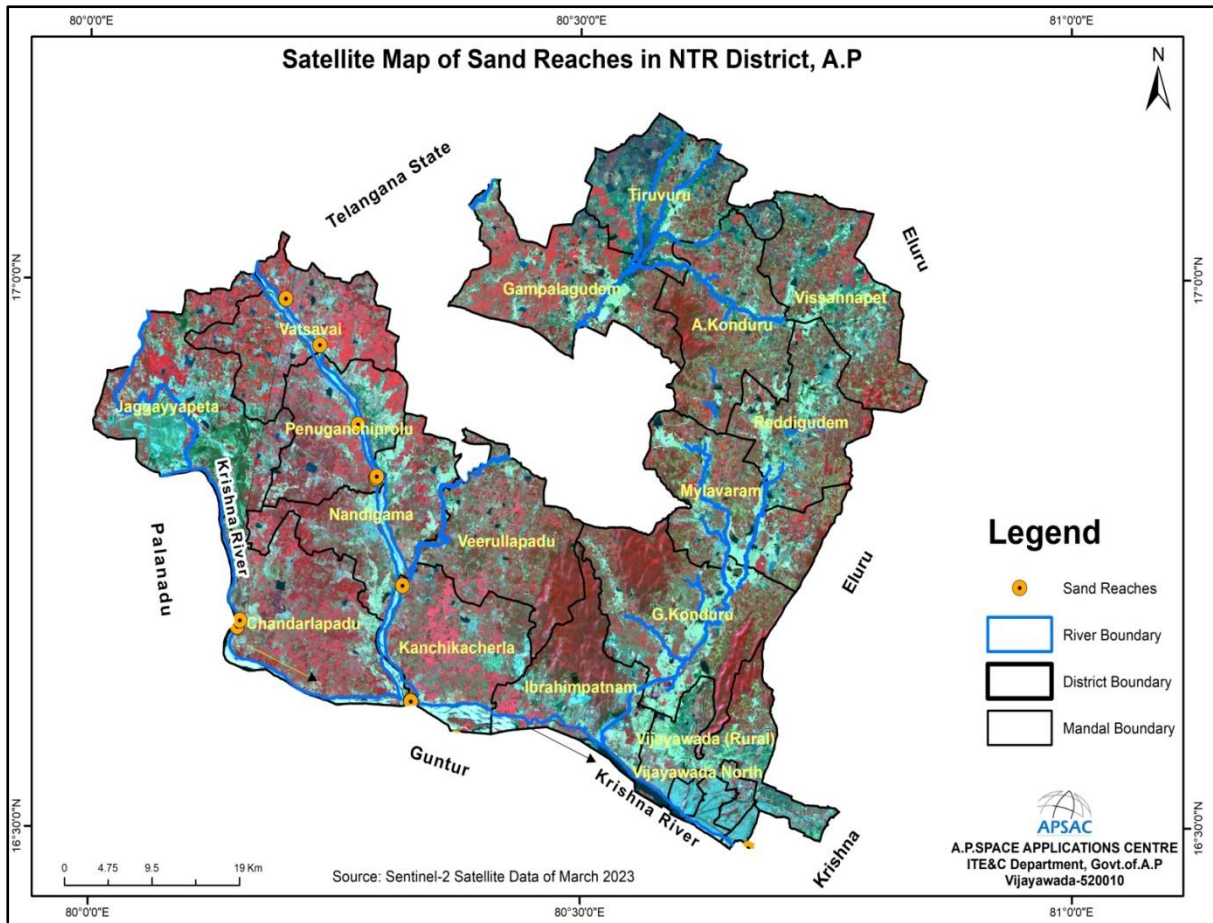 80°0'0"E
80°30'0"E
81°0'0"E
Satellite Map of Sand Reaches in NTR District, A.P
N
Telangana State
Tiruvuru
Eluru
17°0'0"N
17°0'0"N
Gampalagudem
Vissannapet
A.Konduru
Vatsavai
Jaggayyapeta
Penuganchiprolu
Reddigudem
Krishna River
Mylavaram
Nandigama
Veerullapadu
Palanadu
Eluru
G.Konduru
Chandarlapadu
Kanchikacherla
Ibrahimpatnam
Vijayawada (Rural)
Guntur
Vijayawada North
Krishna River
Krishna
Legend
Sand Reaches
River Boundary
District Boundary
Mandal Boundary
APSAC
A.P.SPACE APPLICATIONS CENTRE
ITE&C Department, Govt.of.A.P
Vijayawada-520010
16°30'0"N
16°30'0"N
0 4.75 9.5 19 Km
Source: Sentinel-2 Satellite Data of March 2023
80°0'0"E
80°30'0"E
81°0'0"E